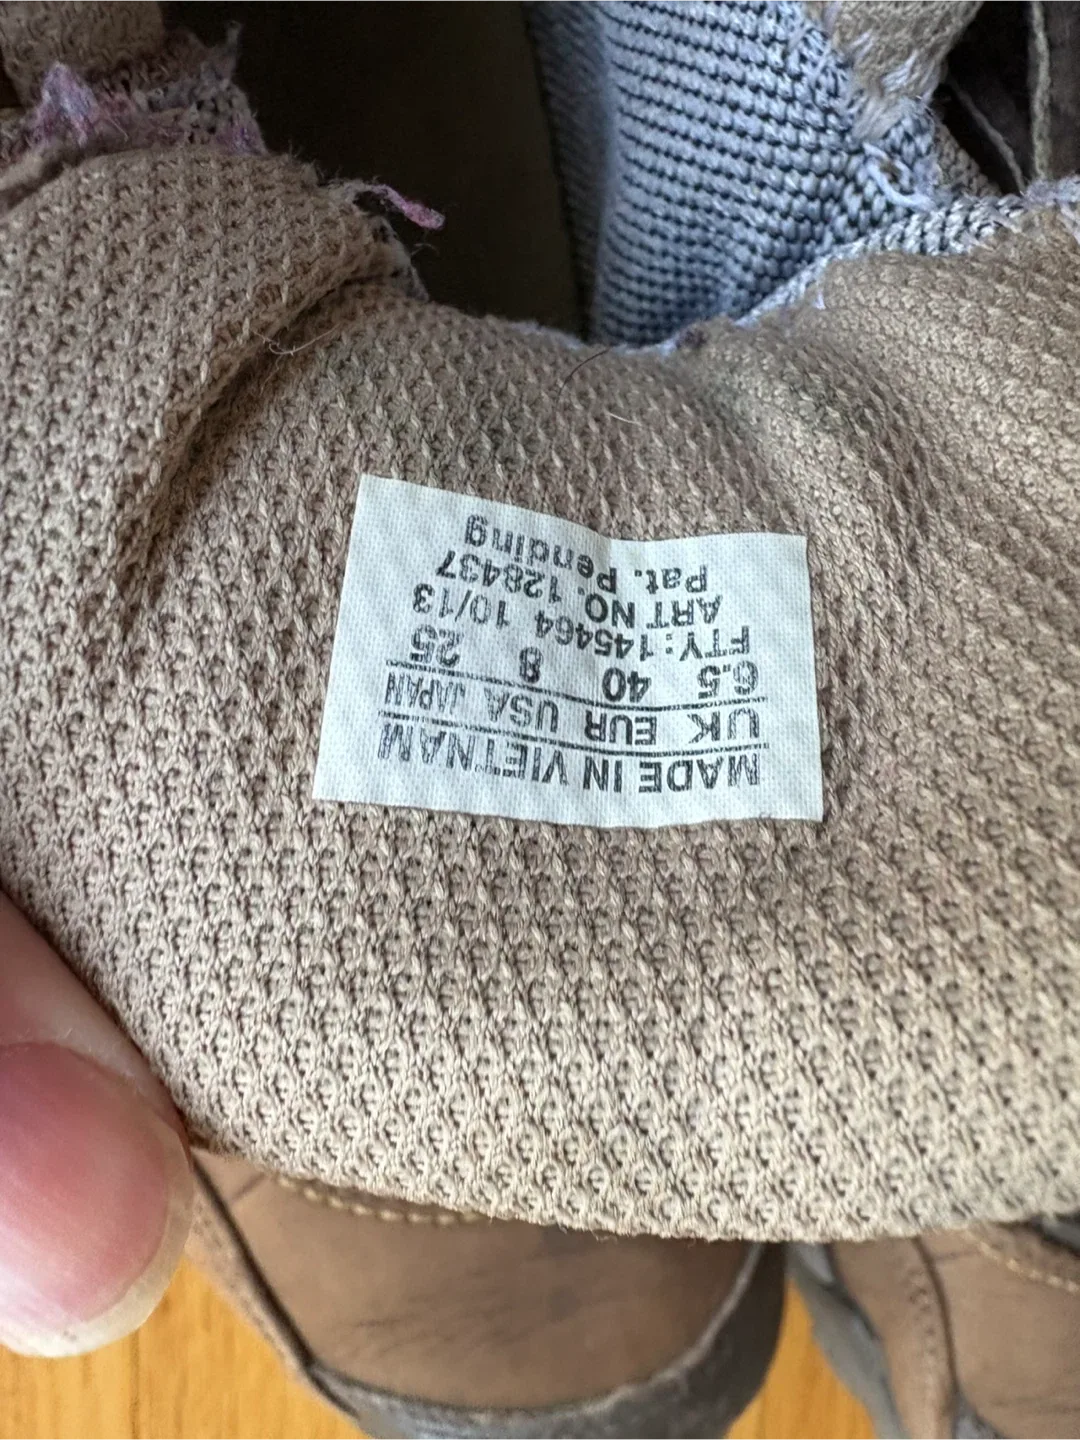 MADE IN VIETNAM
UK EUR USA JAPAN
6.5 40 8 25
FTY:145464 10/13
ART NO. 128437
Pat. Pending